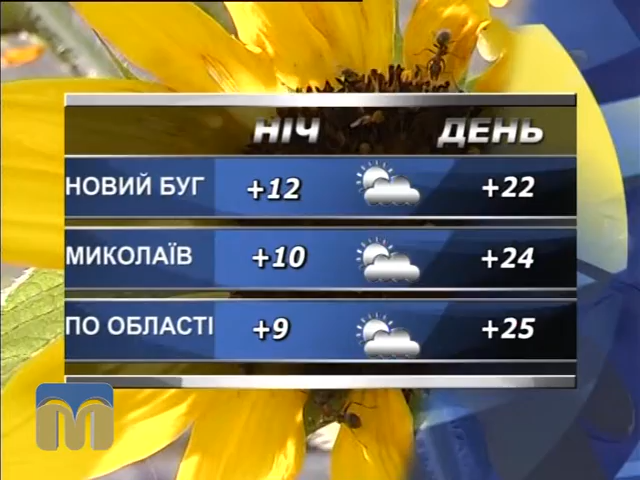 НІЧ ДЕНЬ
НОВИЙ БУГ +12 +22
МИКОЛАЇВ +10 +24
ПО ОБЛАСТІ +9 +25
М